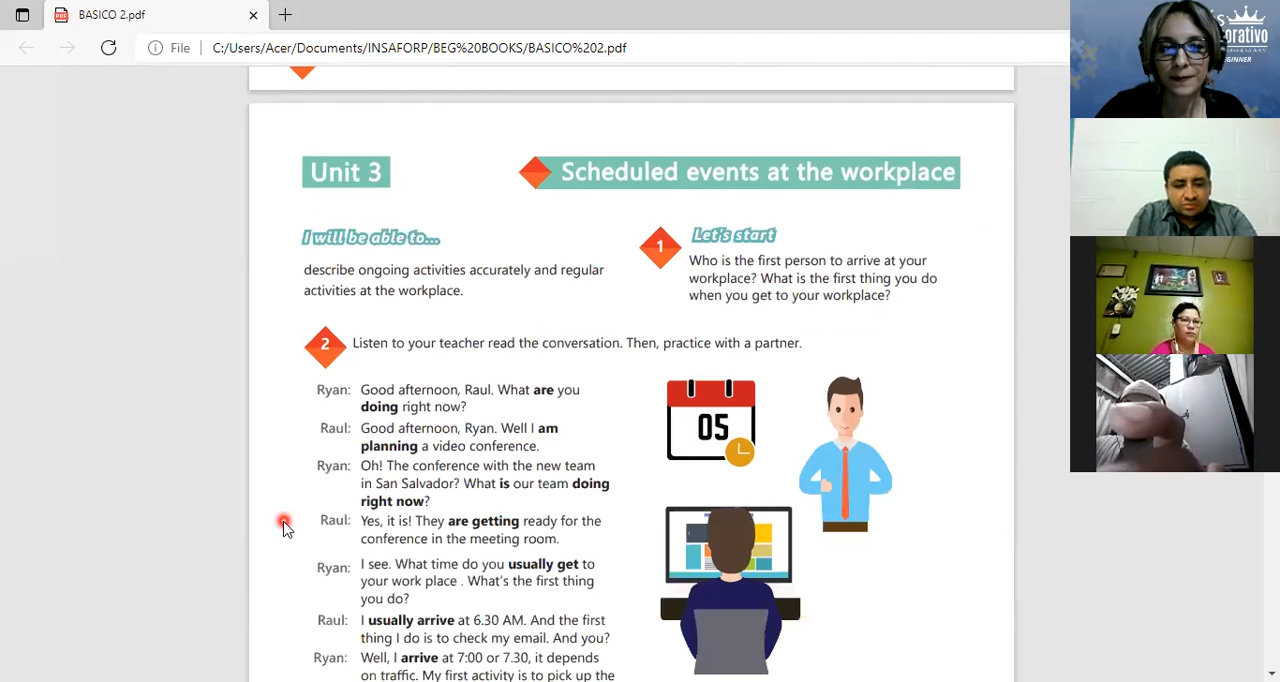 BASICO 2.pdf
File
C:/Users/Acer/Documents/INSAFORP/BEG%20BOOKS/BASICO%202.pdf
orativo
Unit 3
Scheduled events at the workplace
I will be able to...
describe ongoing activities accurately and regular
activities at the workplace.
1
Let's start
Who is the first person to arrive at your
workplace? What is the first thing you do
when you get to your workplace?
2
Listen to your teacher read the conversation. Then, practice with a partner.
Ryan: Good afternoon, Raul. What are you
doing right now?
Raul: Good afternoon, Ryan. Well I am
planning a video conference.
Ryan: Oh! The conference with the new team
in San Salvador? What is our team doing
right now?
Raul: Yes, it is! They are getting ready for the
conference in the meeting room.
Ryan: I see. What time do you usually get to
your work place . What's the first thing
you do?
Raul: I usually arrive at 6.30 AM. And the first
thing I do is to check my email. And you?
Ryan: Well, I arrive at 7:00 or 7.30, it depends
on traffic. My first activity is to pick up the
05